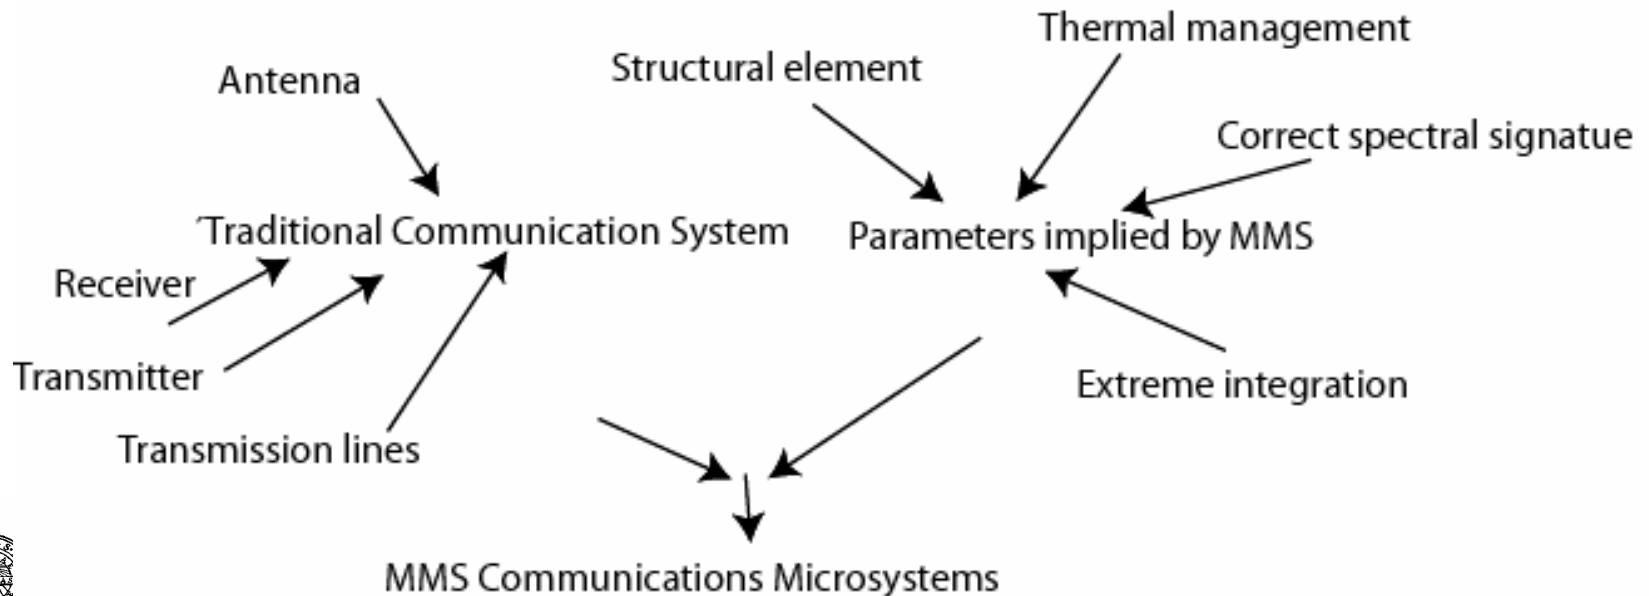 Thermal management
Structural element
Antenna
Correct spectral signatue
Traditional Communication System
Parameters implied by MMS
Receiver
Transmitter
Extreme integration
Transmission lines
MMS Communications Microsystems